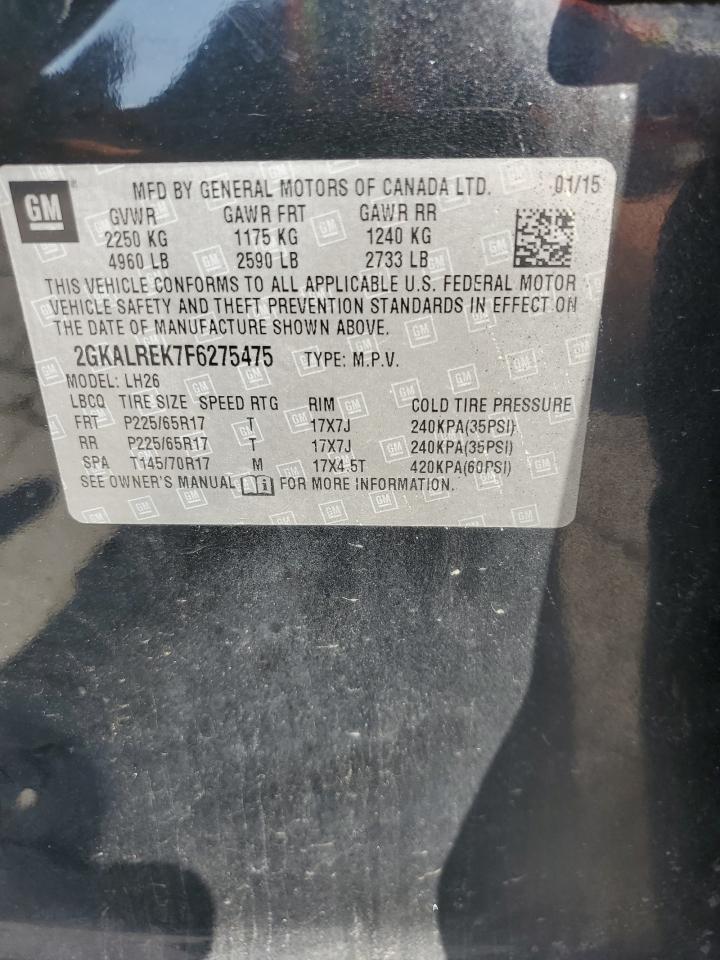 GM
MFD BY GENERAL MOTORS OF CANADA LTD. 01/15
GVWR GAWR FRT GAWR RR
2250 KG 1175 KG 1240 KG
4960 LB 2590 LB 2733 LB
THIS VEHICLE CONFORMS TO ALL APPLICABLE U.S. FEDERAL MOTOR
VEHICLE SAFETY AND THEFT PREVENTION STANDARDS IN EFFECT ON
THE DATE OF MANUFACTURE SHOWN ABOVE.
2GKALREK7F6275475 TYPE: M.P.V.
MODEL: LH26
LBCQ TIRE SIZE SPEED RTG RIM COLD TIRE PRESSURE
FRT P225/65R17 T 17X7J 240KPA(35PSI)
RR P225/65R17 T 17X7J 240KPA(35PSI)
SPA T145/70R17 M 17X4.5T 420KPA(60PSI)
SEE OWNER'S MANUAL FOR MORE INFORMATION.